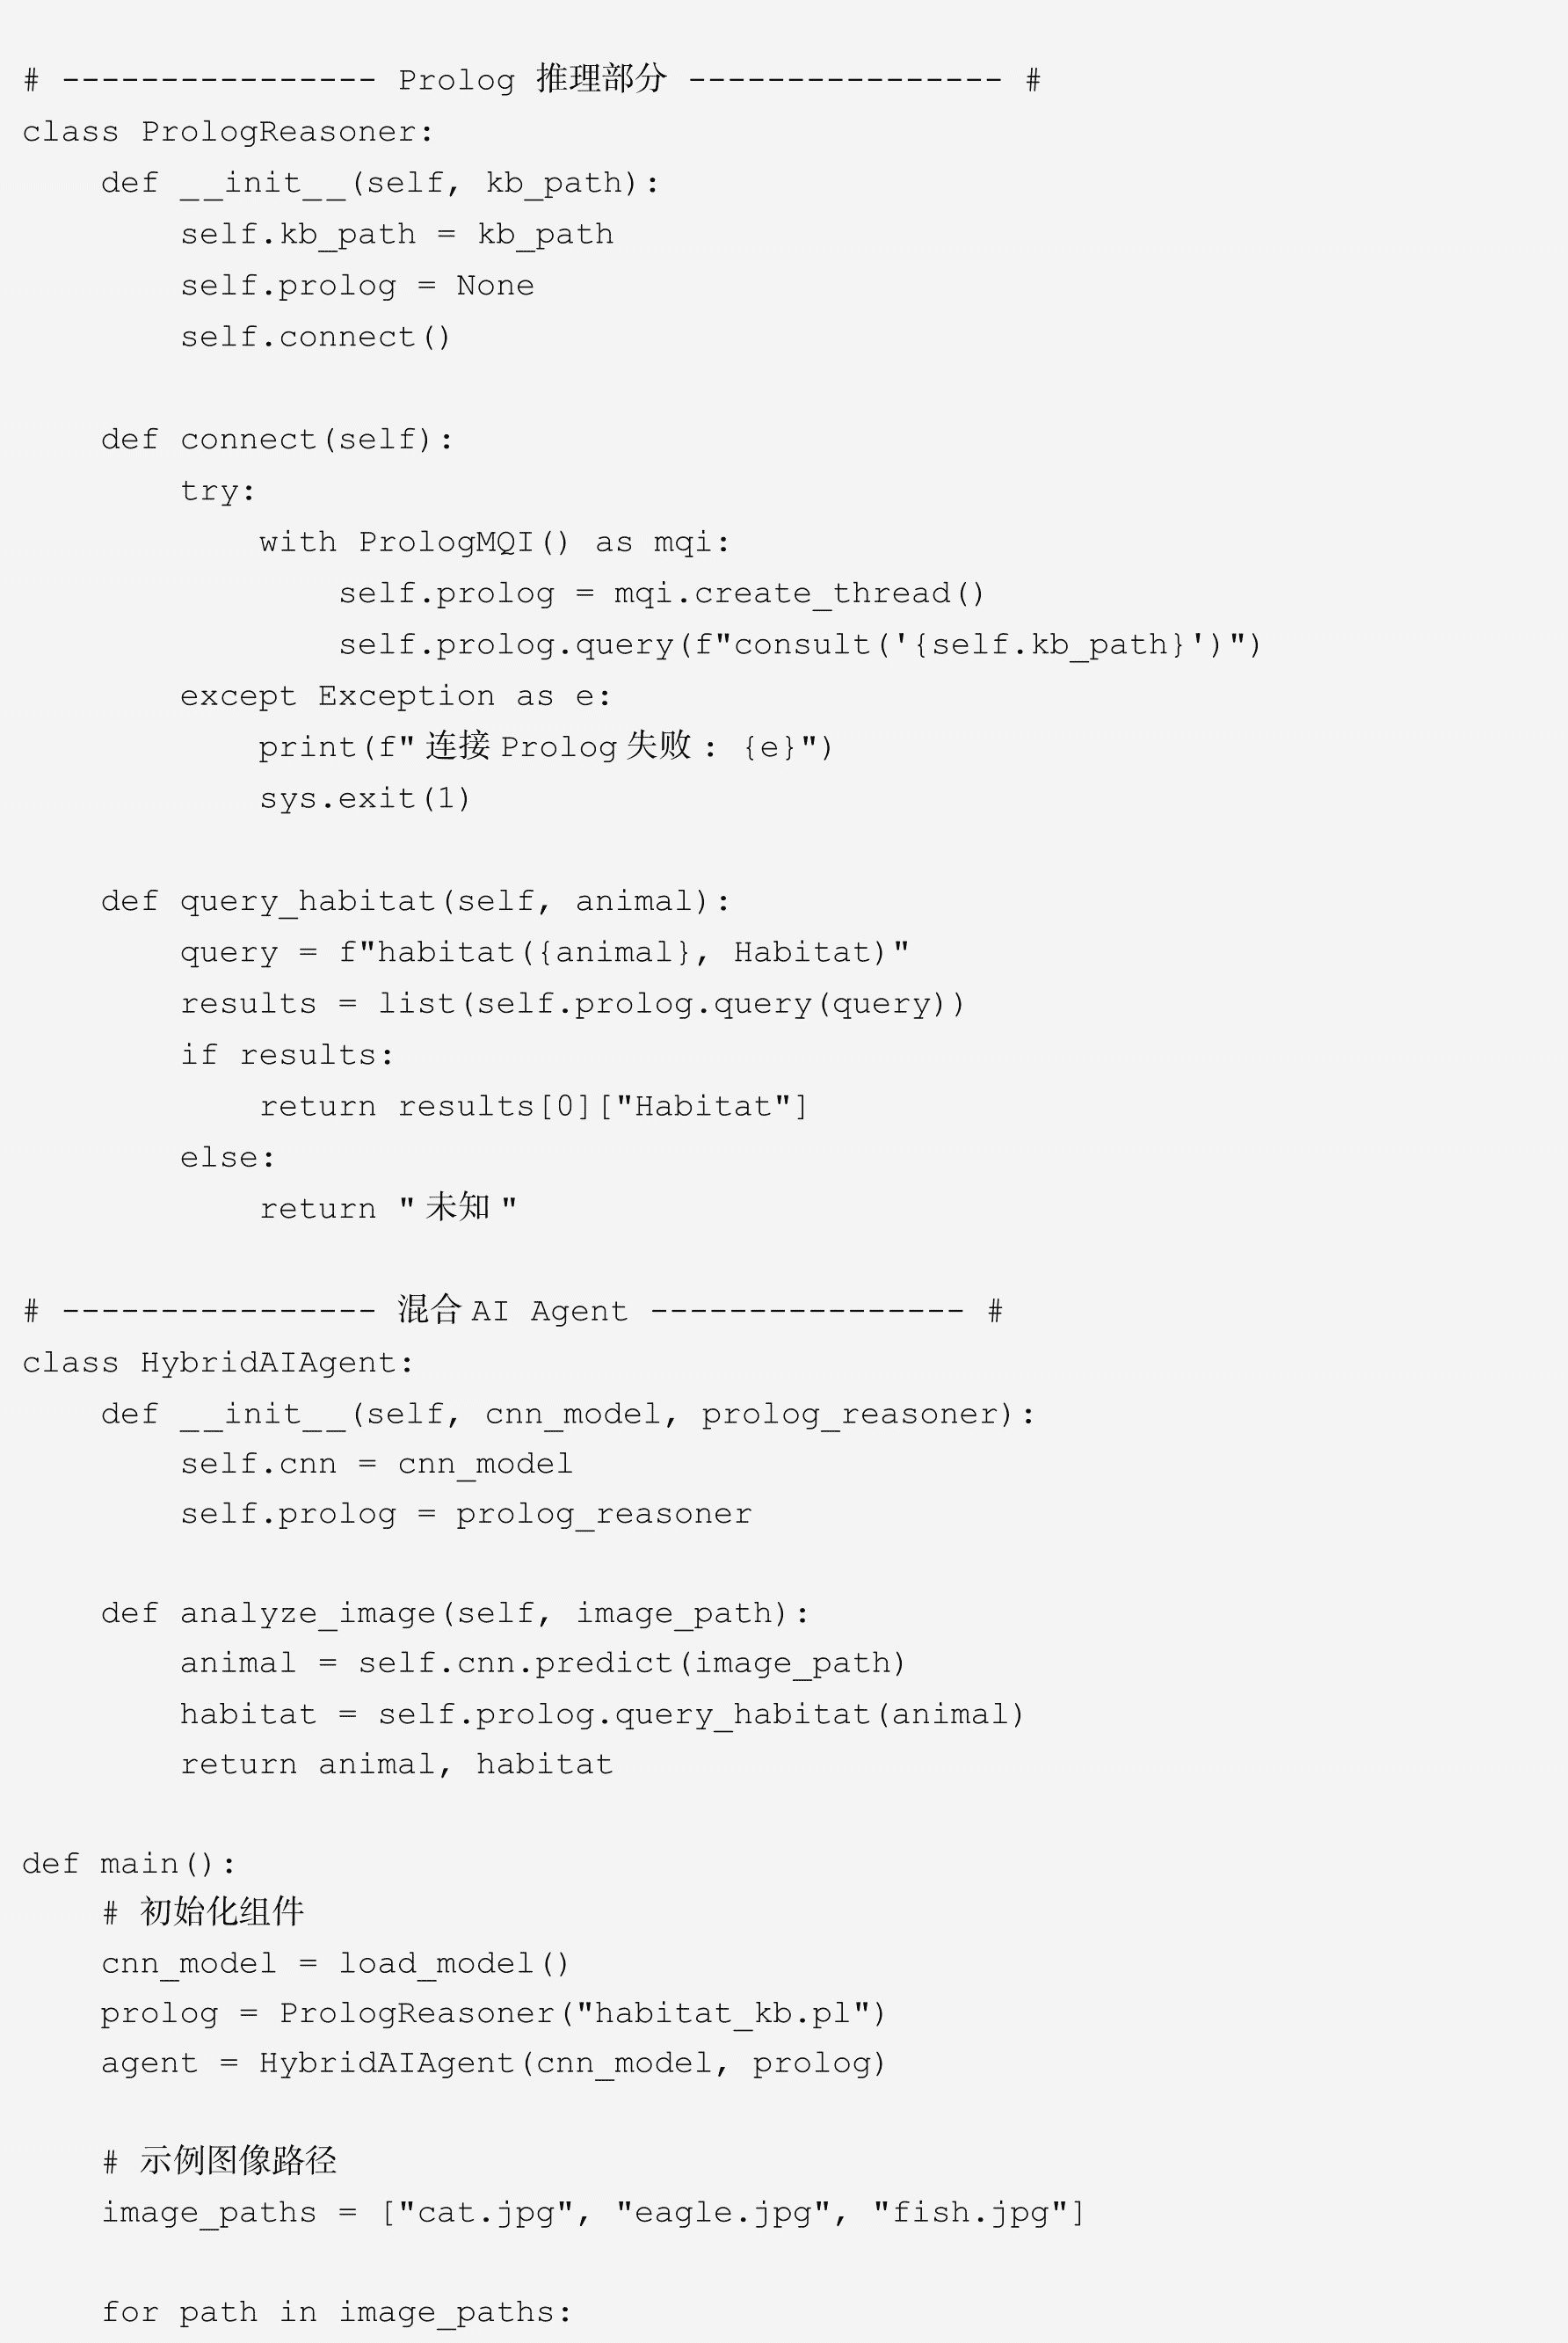 # ---------------- Prolog 推理部分 ---------------- #
class PrologReasoner:
    def __init__(self, kb_path):
        self.kb_path = kb_path
        self.prolog = None
        self.connect()

    def connect(self):
        try:
            with PrologMQI() as mqi:
                self.prolog = mqi.create_thread()
                self.prolog.query(f"consult('{self.kb_path}')")
        except Exception as e:
            print(f" 连接 Prolog 失败 : {e}")
            sys.exit(1)

    def query_habitat(self, animal):
        query = f"habitat({animal}, Habitat)"
        results = list(self.prolog.query(query))
        if results:
            return results[0]["Habitat"]
        else:
            return " 未知 "

# ---------------- 混合 AI Agent ---------------- #
class HybridAIAgent:
    def __init__(self, cnn_model, prolog_reasoner):
        self.cnn = cnn_model
        self.prolog = prolog_reasoner

    def analyze_image(self, image_path):
        animal = self.cnn.predict(image_path)
        habitat = self.prolog.query_habitat(animal)
        return animal, habitat

def main():
    # 初始化组件
    cnn_model = load_model()
    prolog = PrologReasoner("habitat_kb.pl")
    agent = HybridAIAgent(cnn_model, prolog)

    # 示例图像路径
    image_paths = ["cat.jpg", "eagle.jpg", "fish.jpg"]

    for path in image_paths: